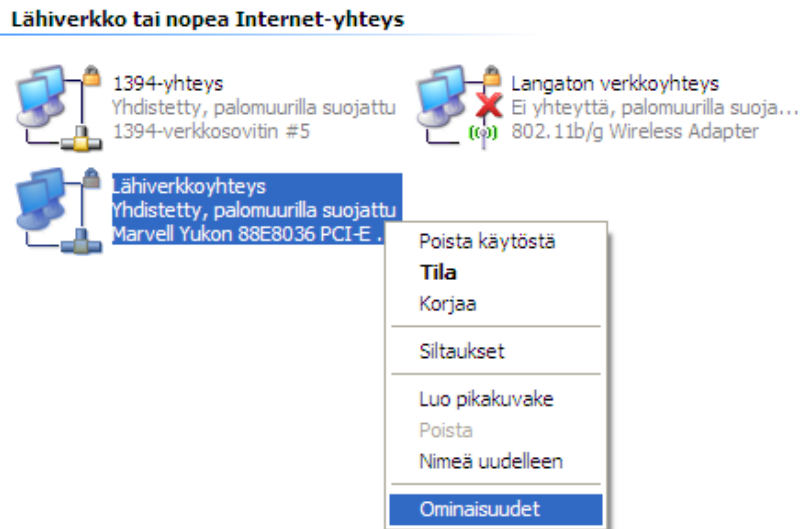 Lähiverkko tai nopea Internet-yhteys
1394-yhteys
Yhdistetty, palomuurilla suojattu
1394-verkkosovitin #5
Langaton verkkoyhteys
Ei yhteyttä, palomuurilla suoja...
802.11b/g Wireless Adapter
Lähiverkkoyhteys
Yhdistetty, palomuurilla suojattu
Marvell Yukon 88E8036 PCI-E .
Poista käytöstä
Tila
Korjaa
Siltaukset
Luo pikakuvake
Poista
Nimeä uudelleen
Ominaisuudet